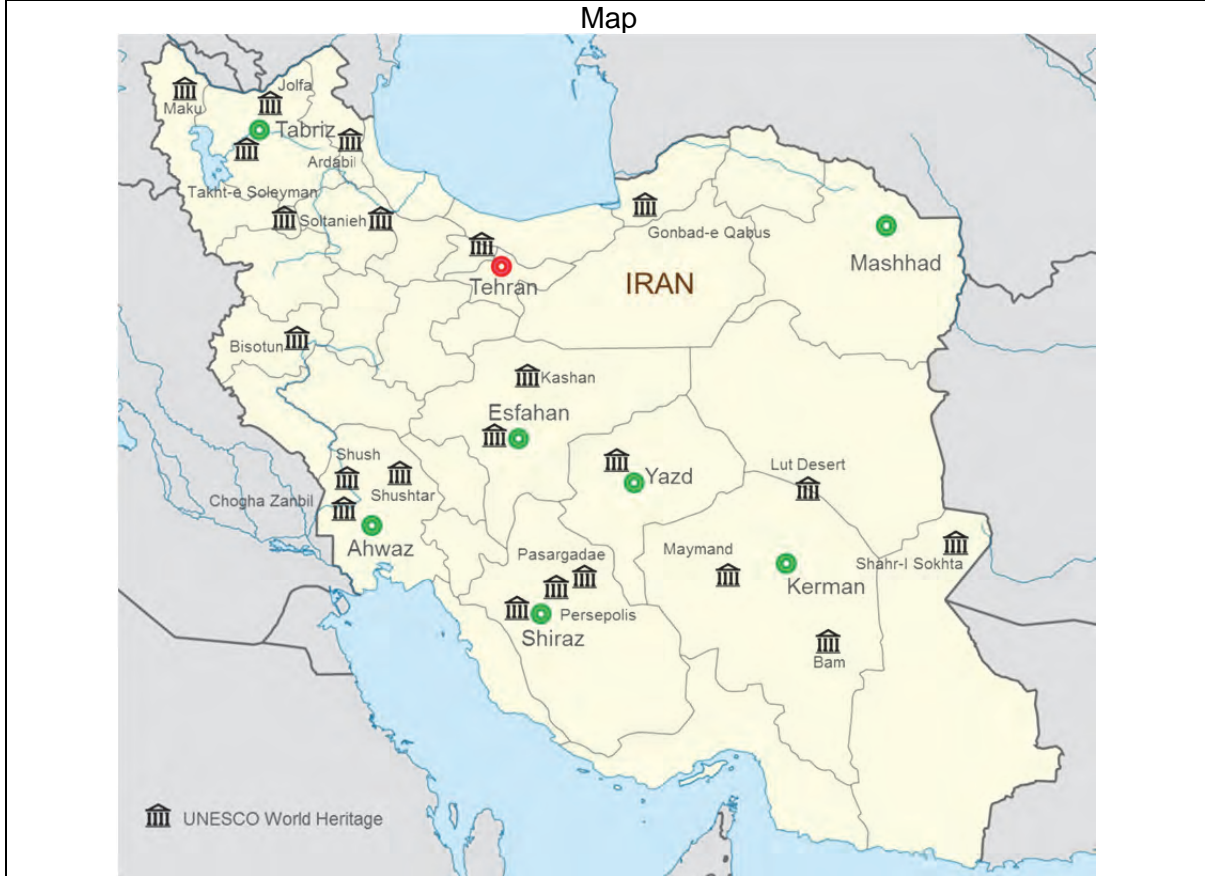 Map
Jolfa
Maku
Tabriz
Ardabil
Takht-e Soleyman
Soltanieh
Gonbad-e Qabus
Mashhad
Tehran
IRAN
Bisotun
Kashan
Esfahan
Shush
Lut Desert
Yazd
Shushtar
Chogha Zanbil
Ahwaz
Pasargadae
Maymand
Shahr-I Sokhta
Kerman
Persepolis
Shiraz
Bam
UNESCO World Heritage